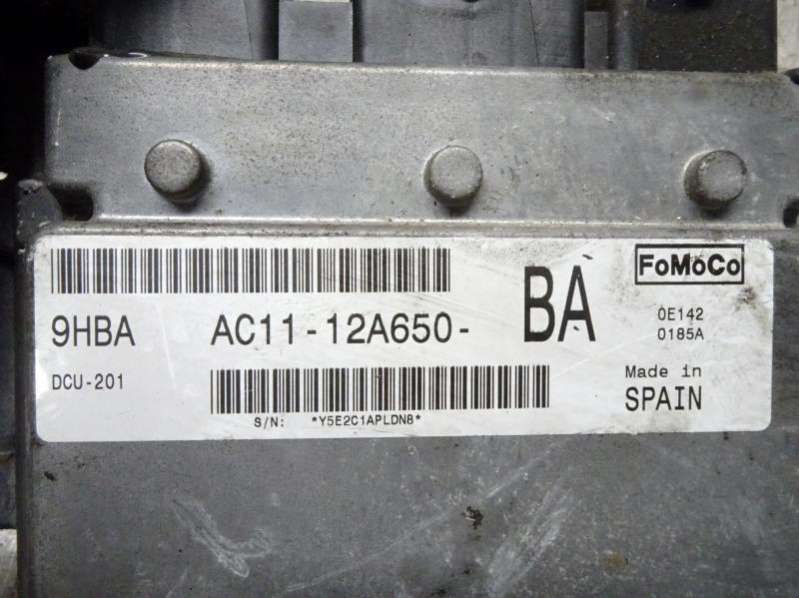 FoMoCo
9HBA AC11-12A650- BA
0E142
0185A
DCU-201
Made in
SPAIN
S/N: *Y5E2C1APLDN8*